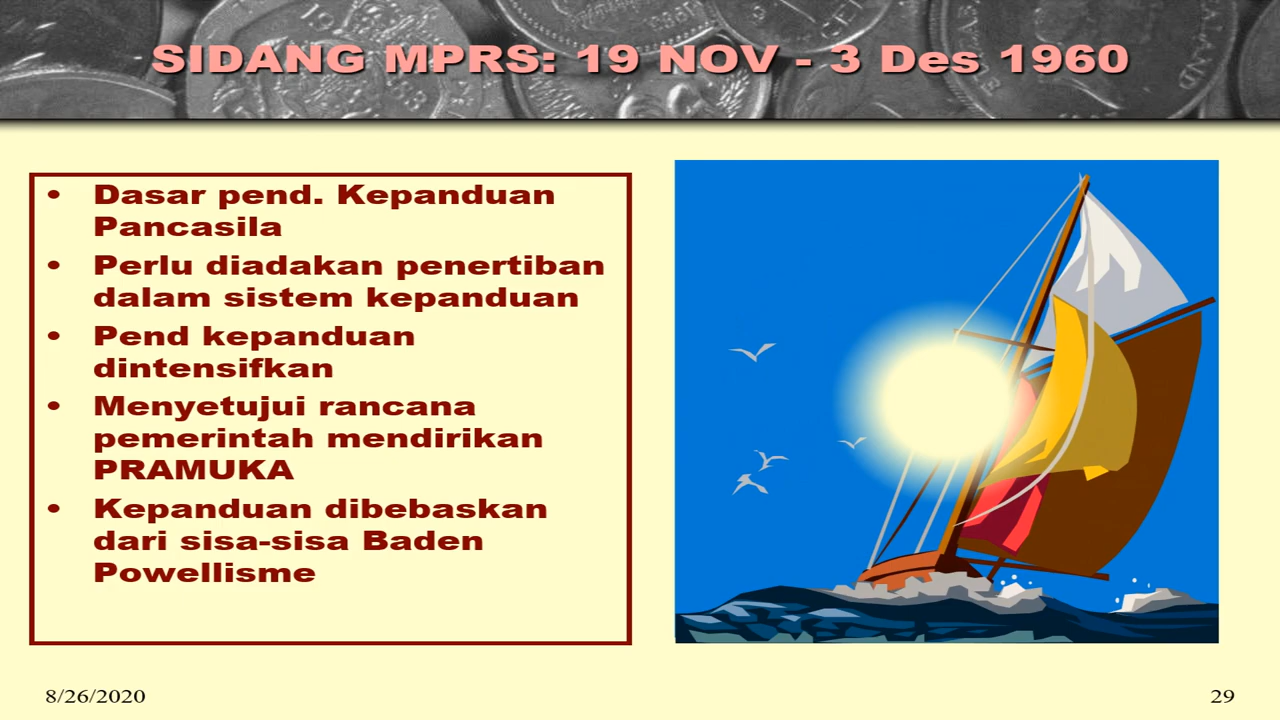 SIDANG MPRS: 19 NOV - 3 Des 1960
• Dasar pend. Kepanduan
Pancasila
• Perlu diadakan penertiban
dalam sistem kepanduan
• Pend kepanduan
dintensifkan
• Menyetujui rancana
pemerintah mendirikan
PRAMUKA
• Kepanduan dibebaskan
dari sisa-sisa Baden
Powellisme
8/26/2020
29